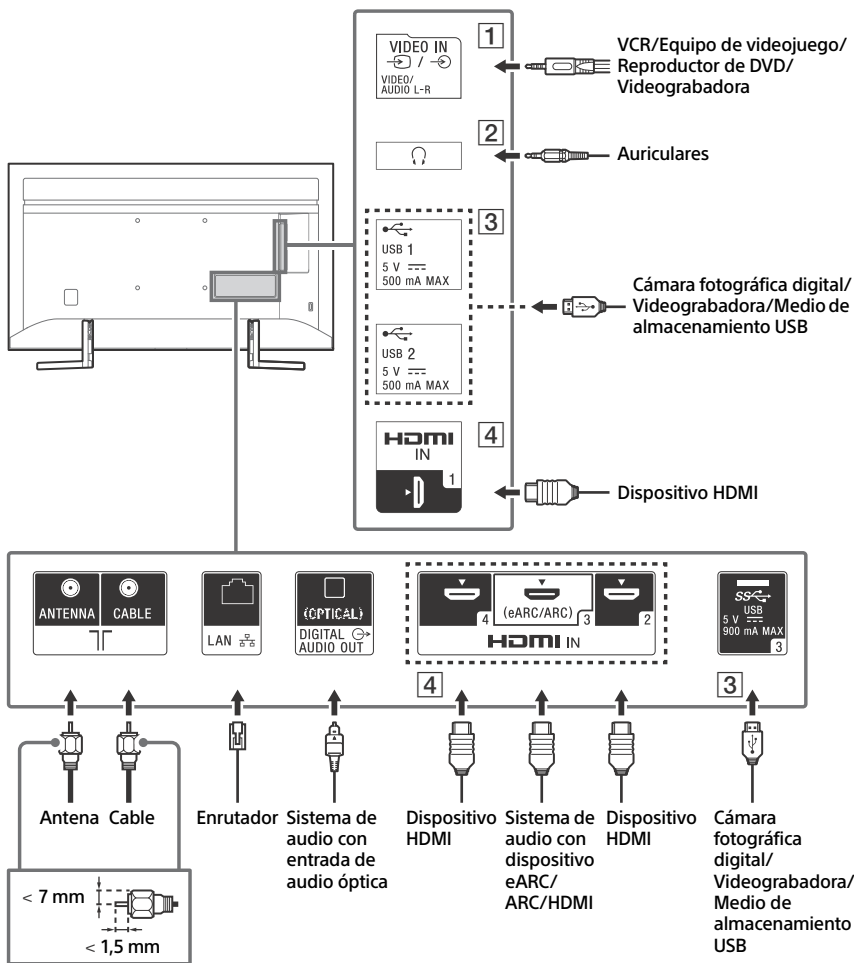 VIDEO IN
/
VIDEO/
AUDIO L-R
1
VCR/Equipo de videojuego/
Reproductor de DVD/
Videograbadora
2
Auriculares
3
USB 1
5 V
500 mA MAX
USB 2
5 V
500 mA MAX
Cámara fotográfica digital/
Videograbadora/Medio de
almacenamiento USB
4
HDMI
IN
1
Dispositivo HDMI
ANTENNA
CABLE
LAN
(OPTICAL)
DIGITAL
AUDIO OUT
4
(eARC/ARC)
3
2
HDMI IN
SS
USB
5 V
900 mA MAX
3
4
3
Antena
Cable
Enrutador
Sistema de
audio con
entrada de
audio óptica
Dispositivo
HDMI
Sistema de
audio con
dispositivo
eARC/
ARC/HDMI
Dispositivo
HDMI
Cámara
fotográfica
digital/
Videograbadora/
Medio de
almacenamiento
USB
< 7 mm
< 1,5 mm